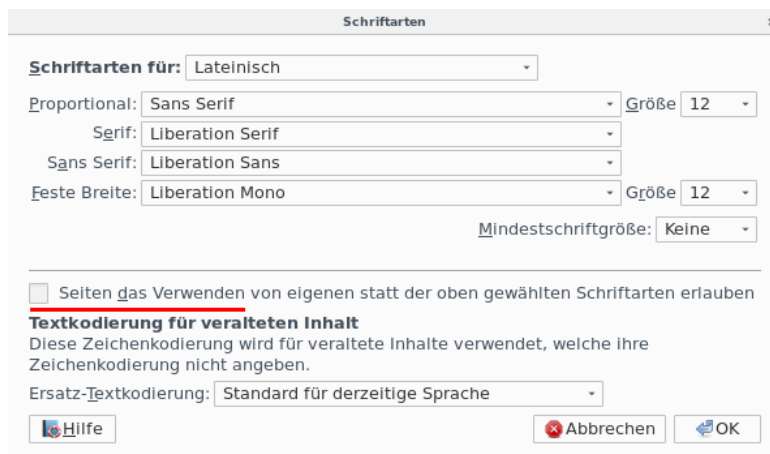 Schriftarten
Schriftarten für: Lateinisch
Proportional: Sans Serif Größe 12
Serif: Liberation Serif
Sans Serif: Liberation Sans
Feste Breite: Liberation Mono Größe 12
Mindestschriftgröße: Keine
Seiten das Verwenden von eigenen statt der oben gewählten Schriftarten erlauben
Textkodierung für veralteten Inhalt
Diese Zeichenkodierung wird für veraltete Inhalte verwendet, welche ihre
Zeichenkodierung nicht angeben.
Ersatz-Textkodierung: Standard für derzeitige Sprache
Hilfe Abbrechen OK